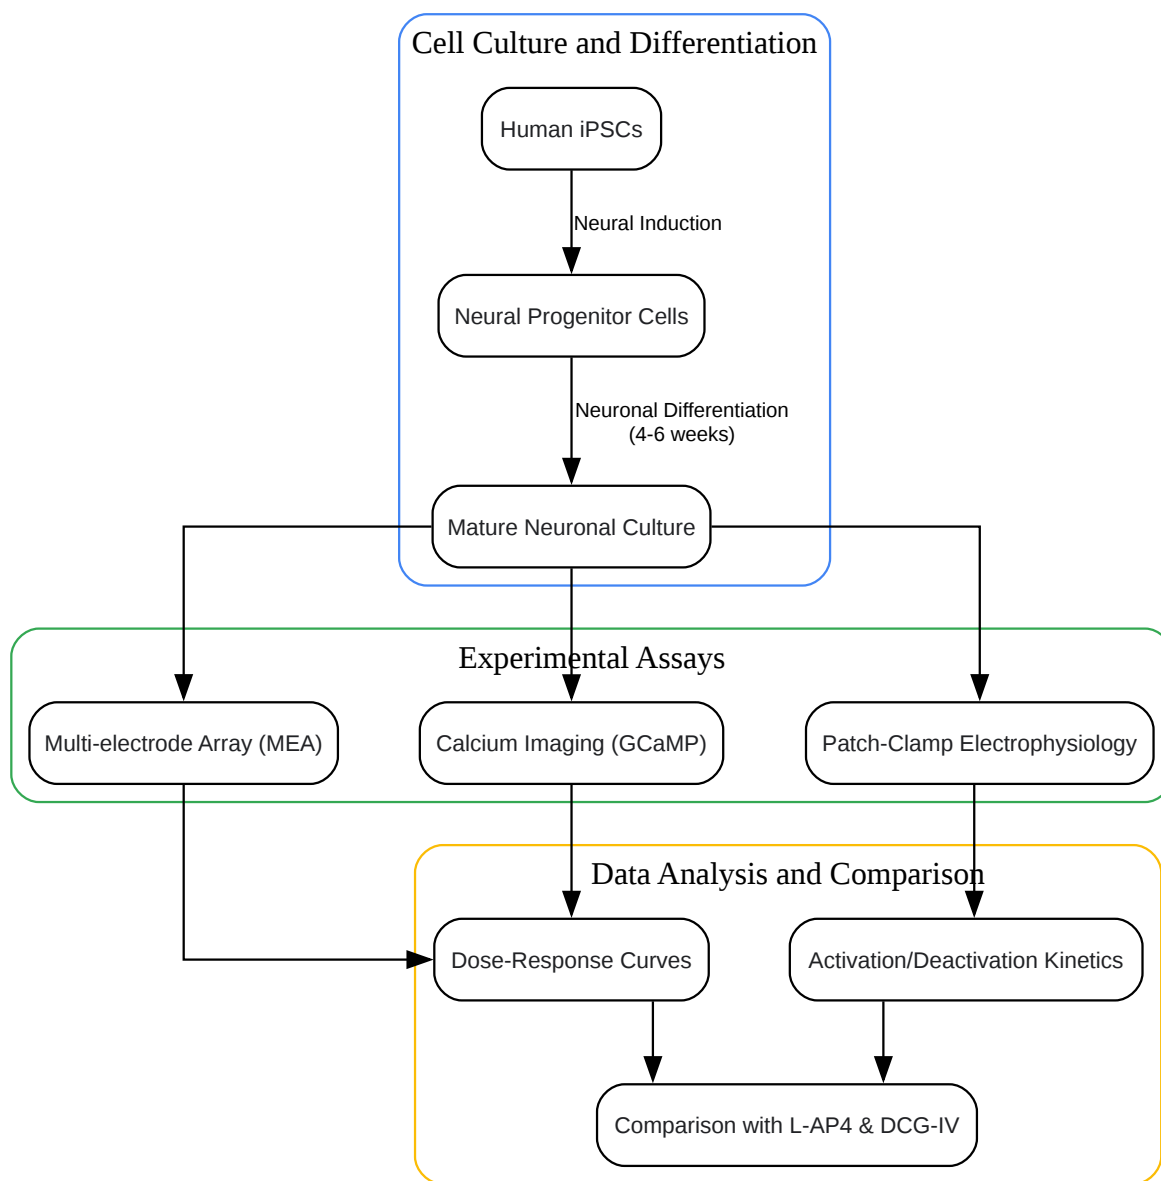 Cell Culture and Differentiation
Human iPSCs
Neural Induction
Neural Progenitor Cells
Neuronal Differentiation
(4-6 weeks)
Mature Neuronal Culture
Experimental Assays
Multi-electrode Array (MEA)
Calcium Imaging (GCaMP)
Patch-Clamp Electrophysiology
Data Analysis and Comparison
Dose-Response Curves
Activation/Deactivation Kinetics
Comparison with L-AP4 & DCG-IV